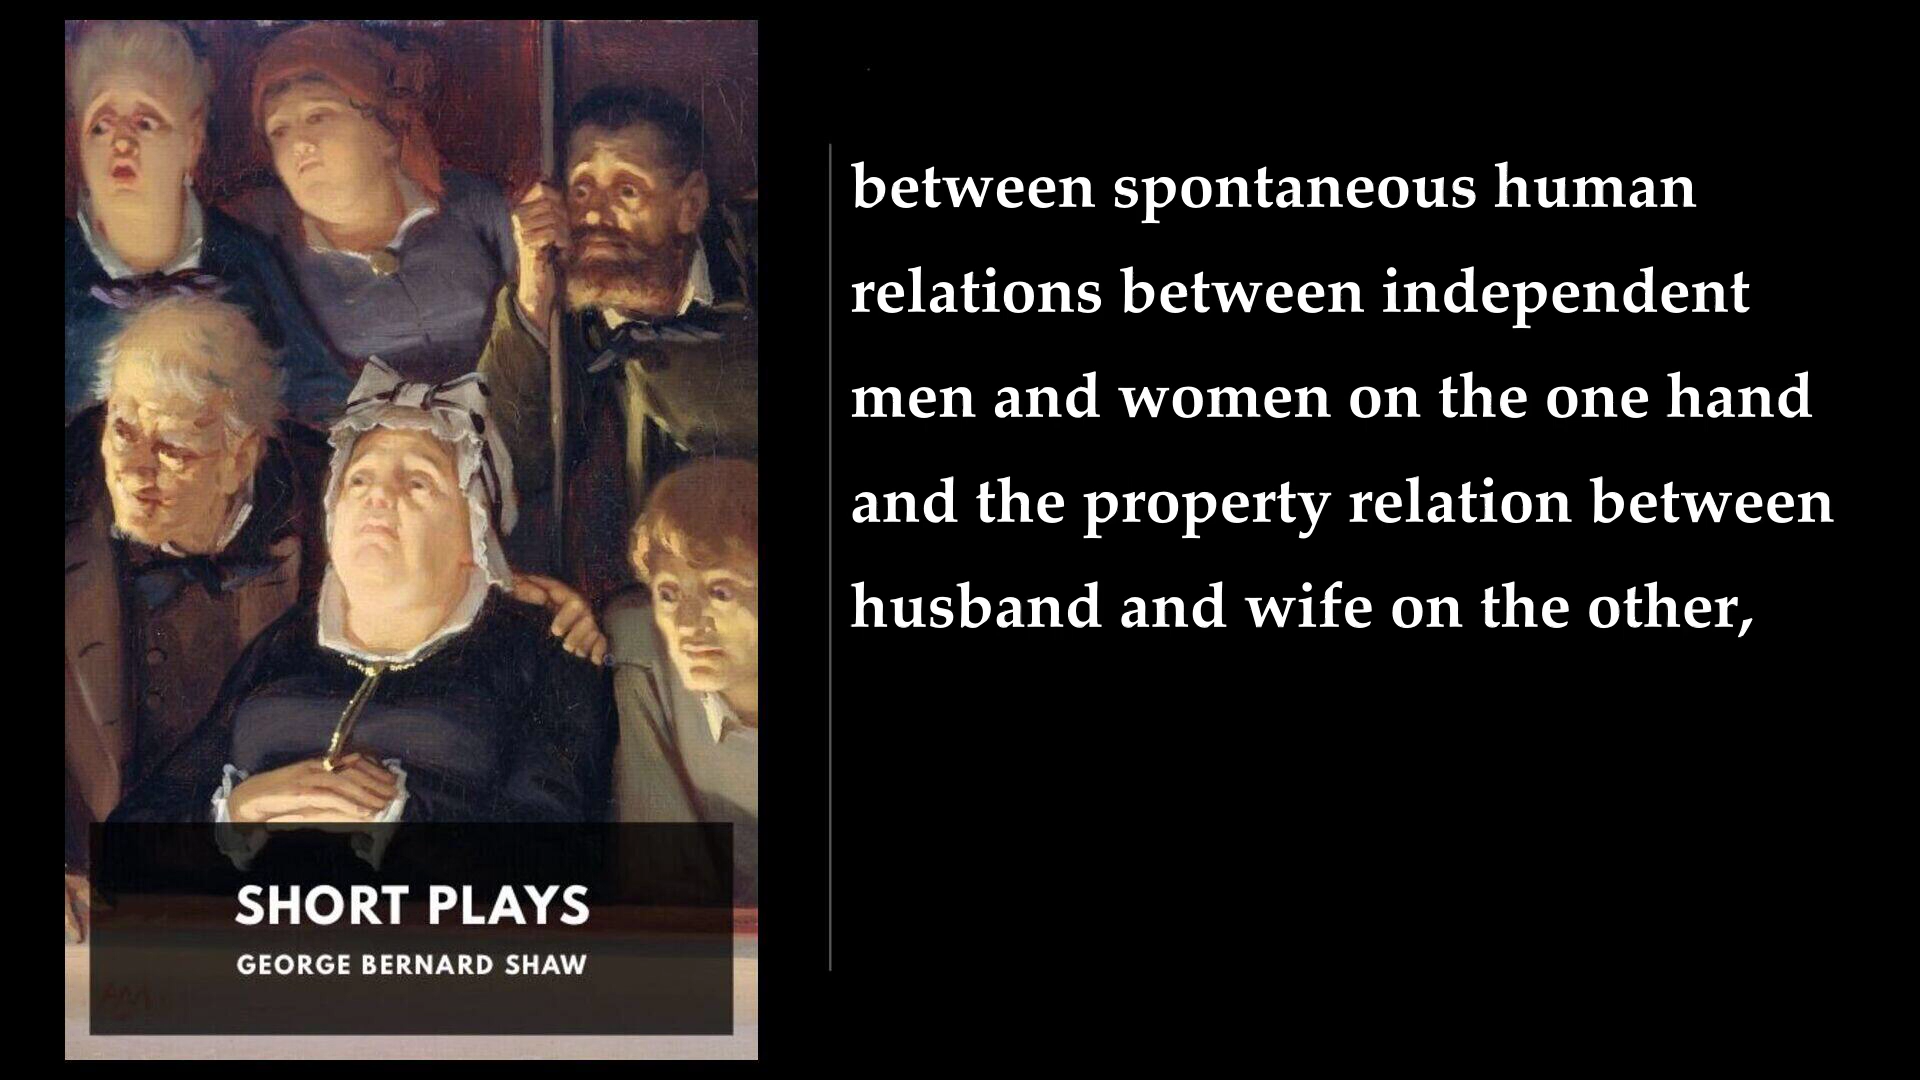 between spontaneous human
relations between independent
men and women on the one hand
and the property relation between
husband and wife on the other,
SHORT PLAYS
GEORGE BERNARD SHAW